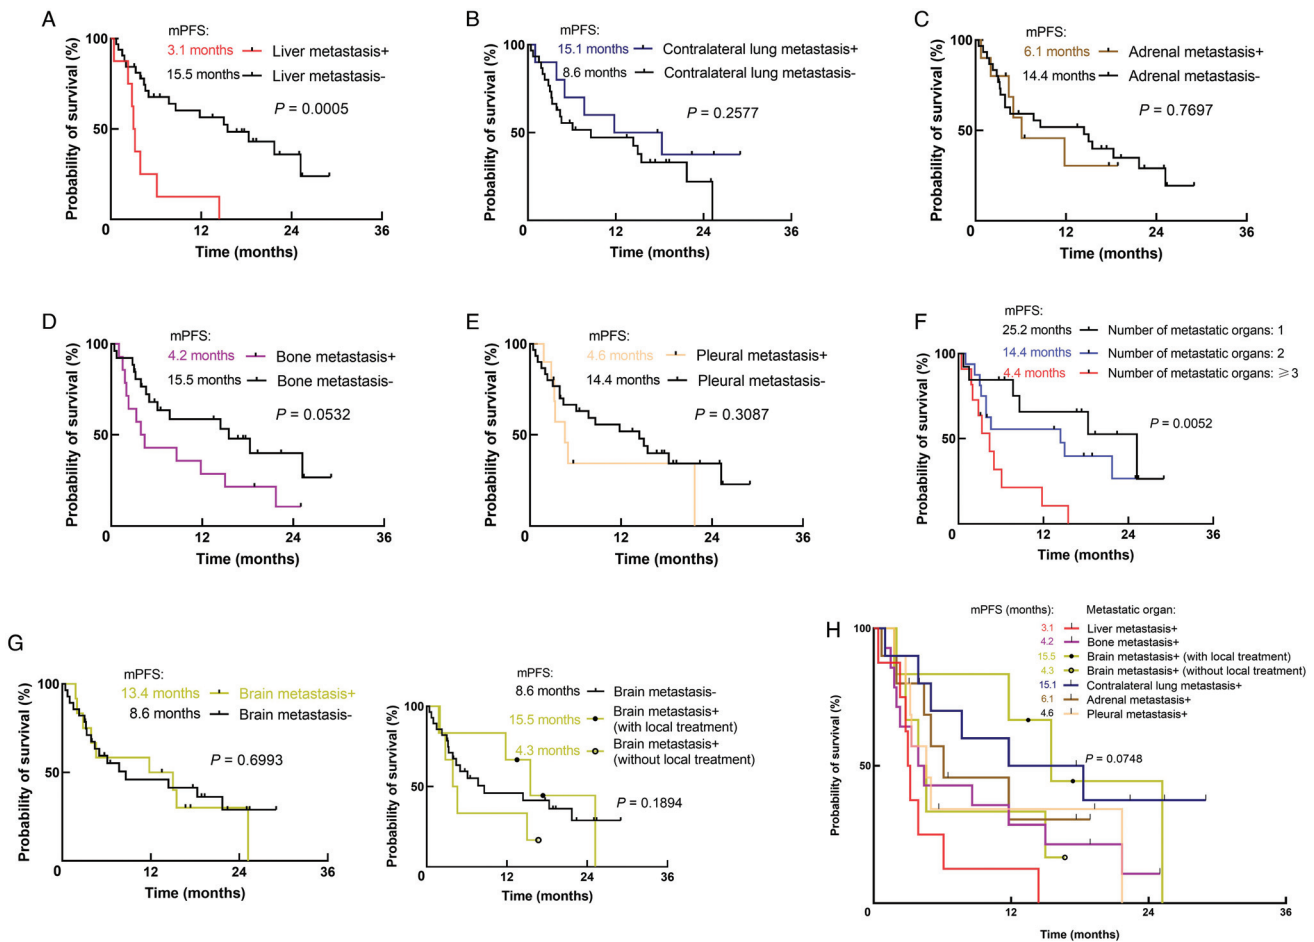 A
mPFS:
3.1 months Liver metastasis+
15.5 months Liver metastasis-
P = 0.0005
Probability of survival (%)
100
50
0 12 24 36
Time (months)
B
mPFS:
15.1 months Contralateral lung metastasis+
8.6 months Contralateral lung metastasis-
P = 0.2577
Probability of survival (%)
100
50
0 12 24 36
Time (months)
C
mPFS:
6.1 months Adrenal metastasis+
14.4 months Adrenal metastasis-
P = 0.7697
Probability of survival (%)
100
50
0 12 24 36
Time (months)
D
mPFS:
4.2 months Bone metastasis+
15.5 months Bone metastasis-
P = 0.0532
Probability of survival (%)
100
50
0 12 24 36
Time (months)
E
mPFS:
4.6 months Pleural metastasis+
14.4 months Pleural metastasis-
P = 0.3087
Probability of survival (%)
100
50
0 12 24 36
Time (months)
F
mPFS:
25.2 months Number of metastatic organs: 1
14.4 months Number of metastatic organs: 2
4.4 months Number of metastatic organs: ≥3
P = 0.0052
Probability of survival (%)
100
50
0 12 24 36
Time (months)
G
mPFS:
13.4 months Brain metastasis+
8.6 months Brain metastasis-
P = 0.6993
Probability of survival (%)
100
50
0 12 24 36
Time (months)
mPFS:
8.6 months Brain metastasis-
15.5 months Brain metastasis+
(with local treatment)
4.3 months Brain metastasis+
(without local treatment)
P = 0.1894
Probability of survival (%)
100
50
0 12 24 36
Time (months)
H
mPFS (months): Metastatic organ:
3.1 Liver metastasis+
4.2 Bone metastasis+
15.5 Brain metastasis+ (with local treatment)
4.3 Brain metastasis+ (without local treatment)
15.1 Contralateral lung metastasis+
6.1 Adrenal metastasis+
4.6 Pleural metastasis+
P = 0.0748
Probability of survival (%)
100
50
0 12 24 36
Time (months)